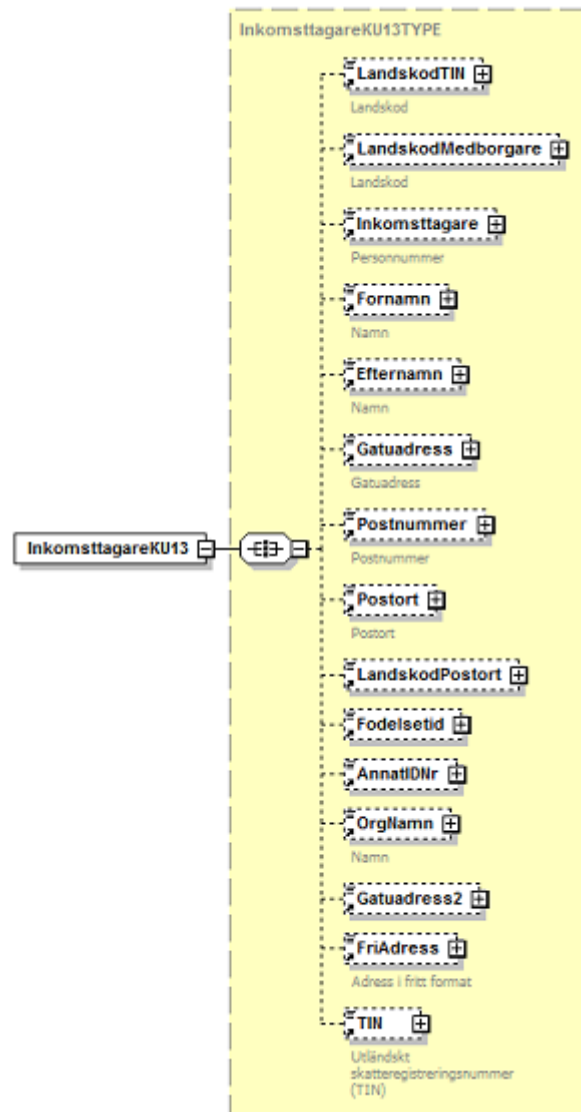 InkomsttagareKU13TYPE
LandskodTIN
Landskod
LandskodMedborgare
Landskod
Inkomsttagare
Personnummer
Fornamn
Namn
Efternamn
Namn
Gatuadress
Gatuadress
Postnummer
Postnummer
InkomsttagareKU13
Postort
Postort
LandskodPostort
Fodelsetid
AnnatIDNr
OrgNamn
Namn
Gatuadress2
FriAdress
Adress i fritt format
TIN
Utländskt
skatteregistreringsnummer
(TIN)